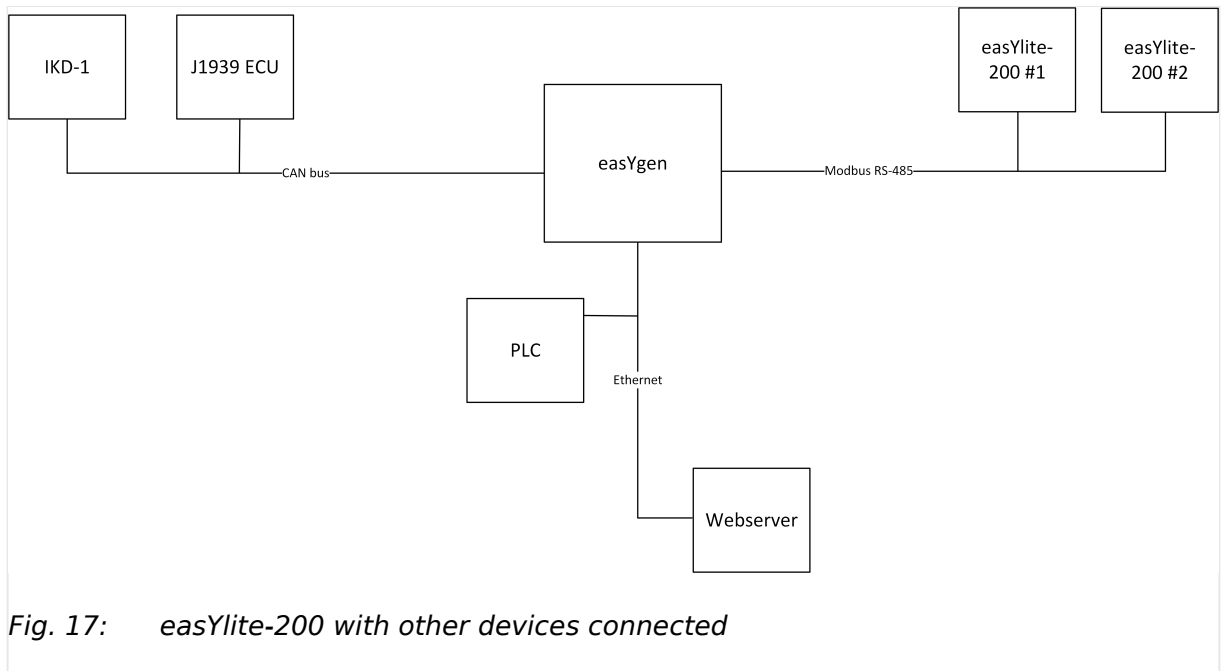 IKD-1
J1939 ECU
easYlite-
200 #1
easYlite-
200 #2
easYgen
CAN bus
Modbus RS-485
PLC
Ethernet
Webserver
Fig. 17: easYlite-200 with other devices connected